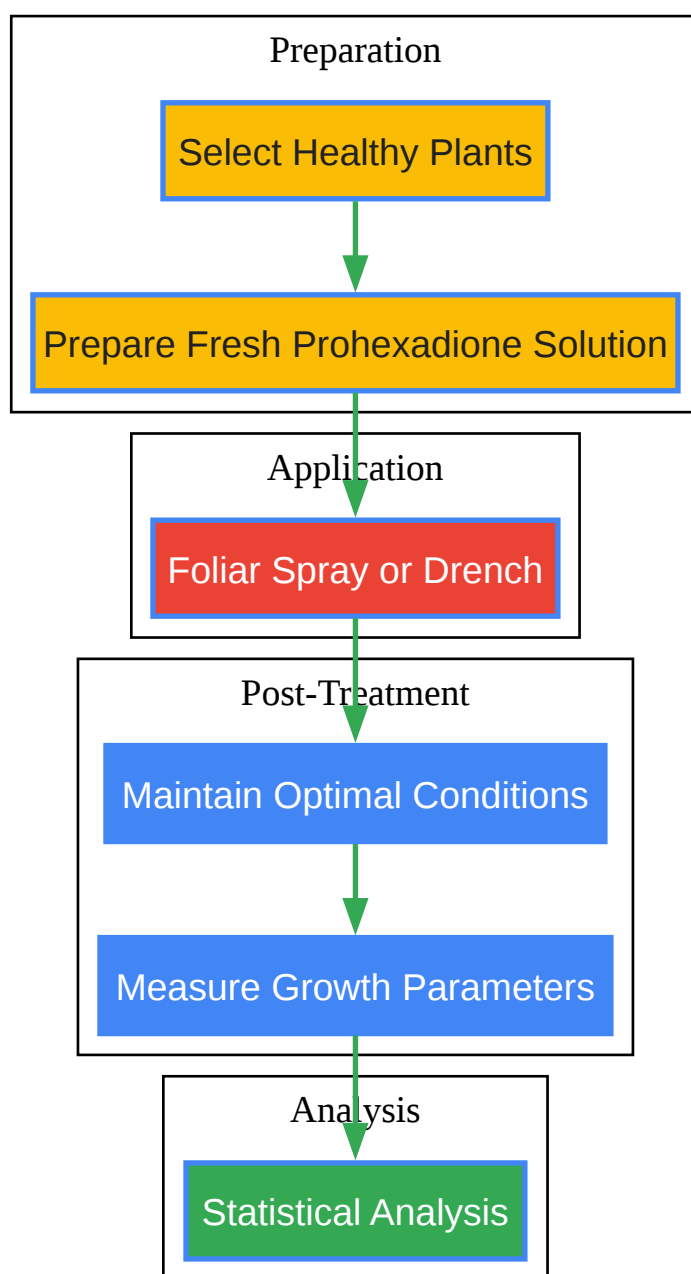 Preparation
Select Healthy Plants
Prepare Fresh Prohexadione Solution
Application
Foliar Spray or Drench
Post-Treatment
Maintain Optimal Conditions
Measure Growth Parameters
Analysis
Statistical Analysis